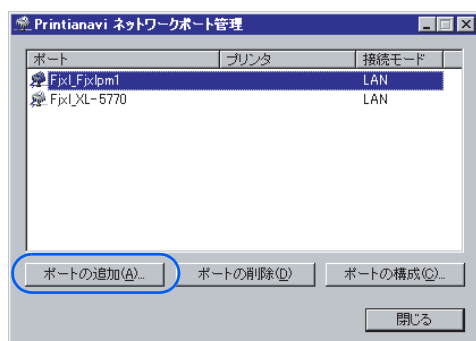 Printianavi ネットワークポート管理
ポート プリンタ 接続モード
Fjxl_Fjxlpm1 LAN
Fjxl_XL-5770 LAN
ポートの追加(A)... ポートの削除(D) ポートの構成(C)...
閉じる